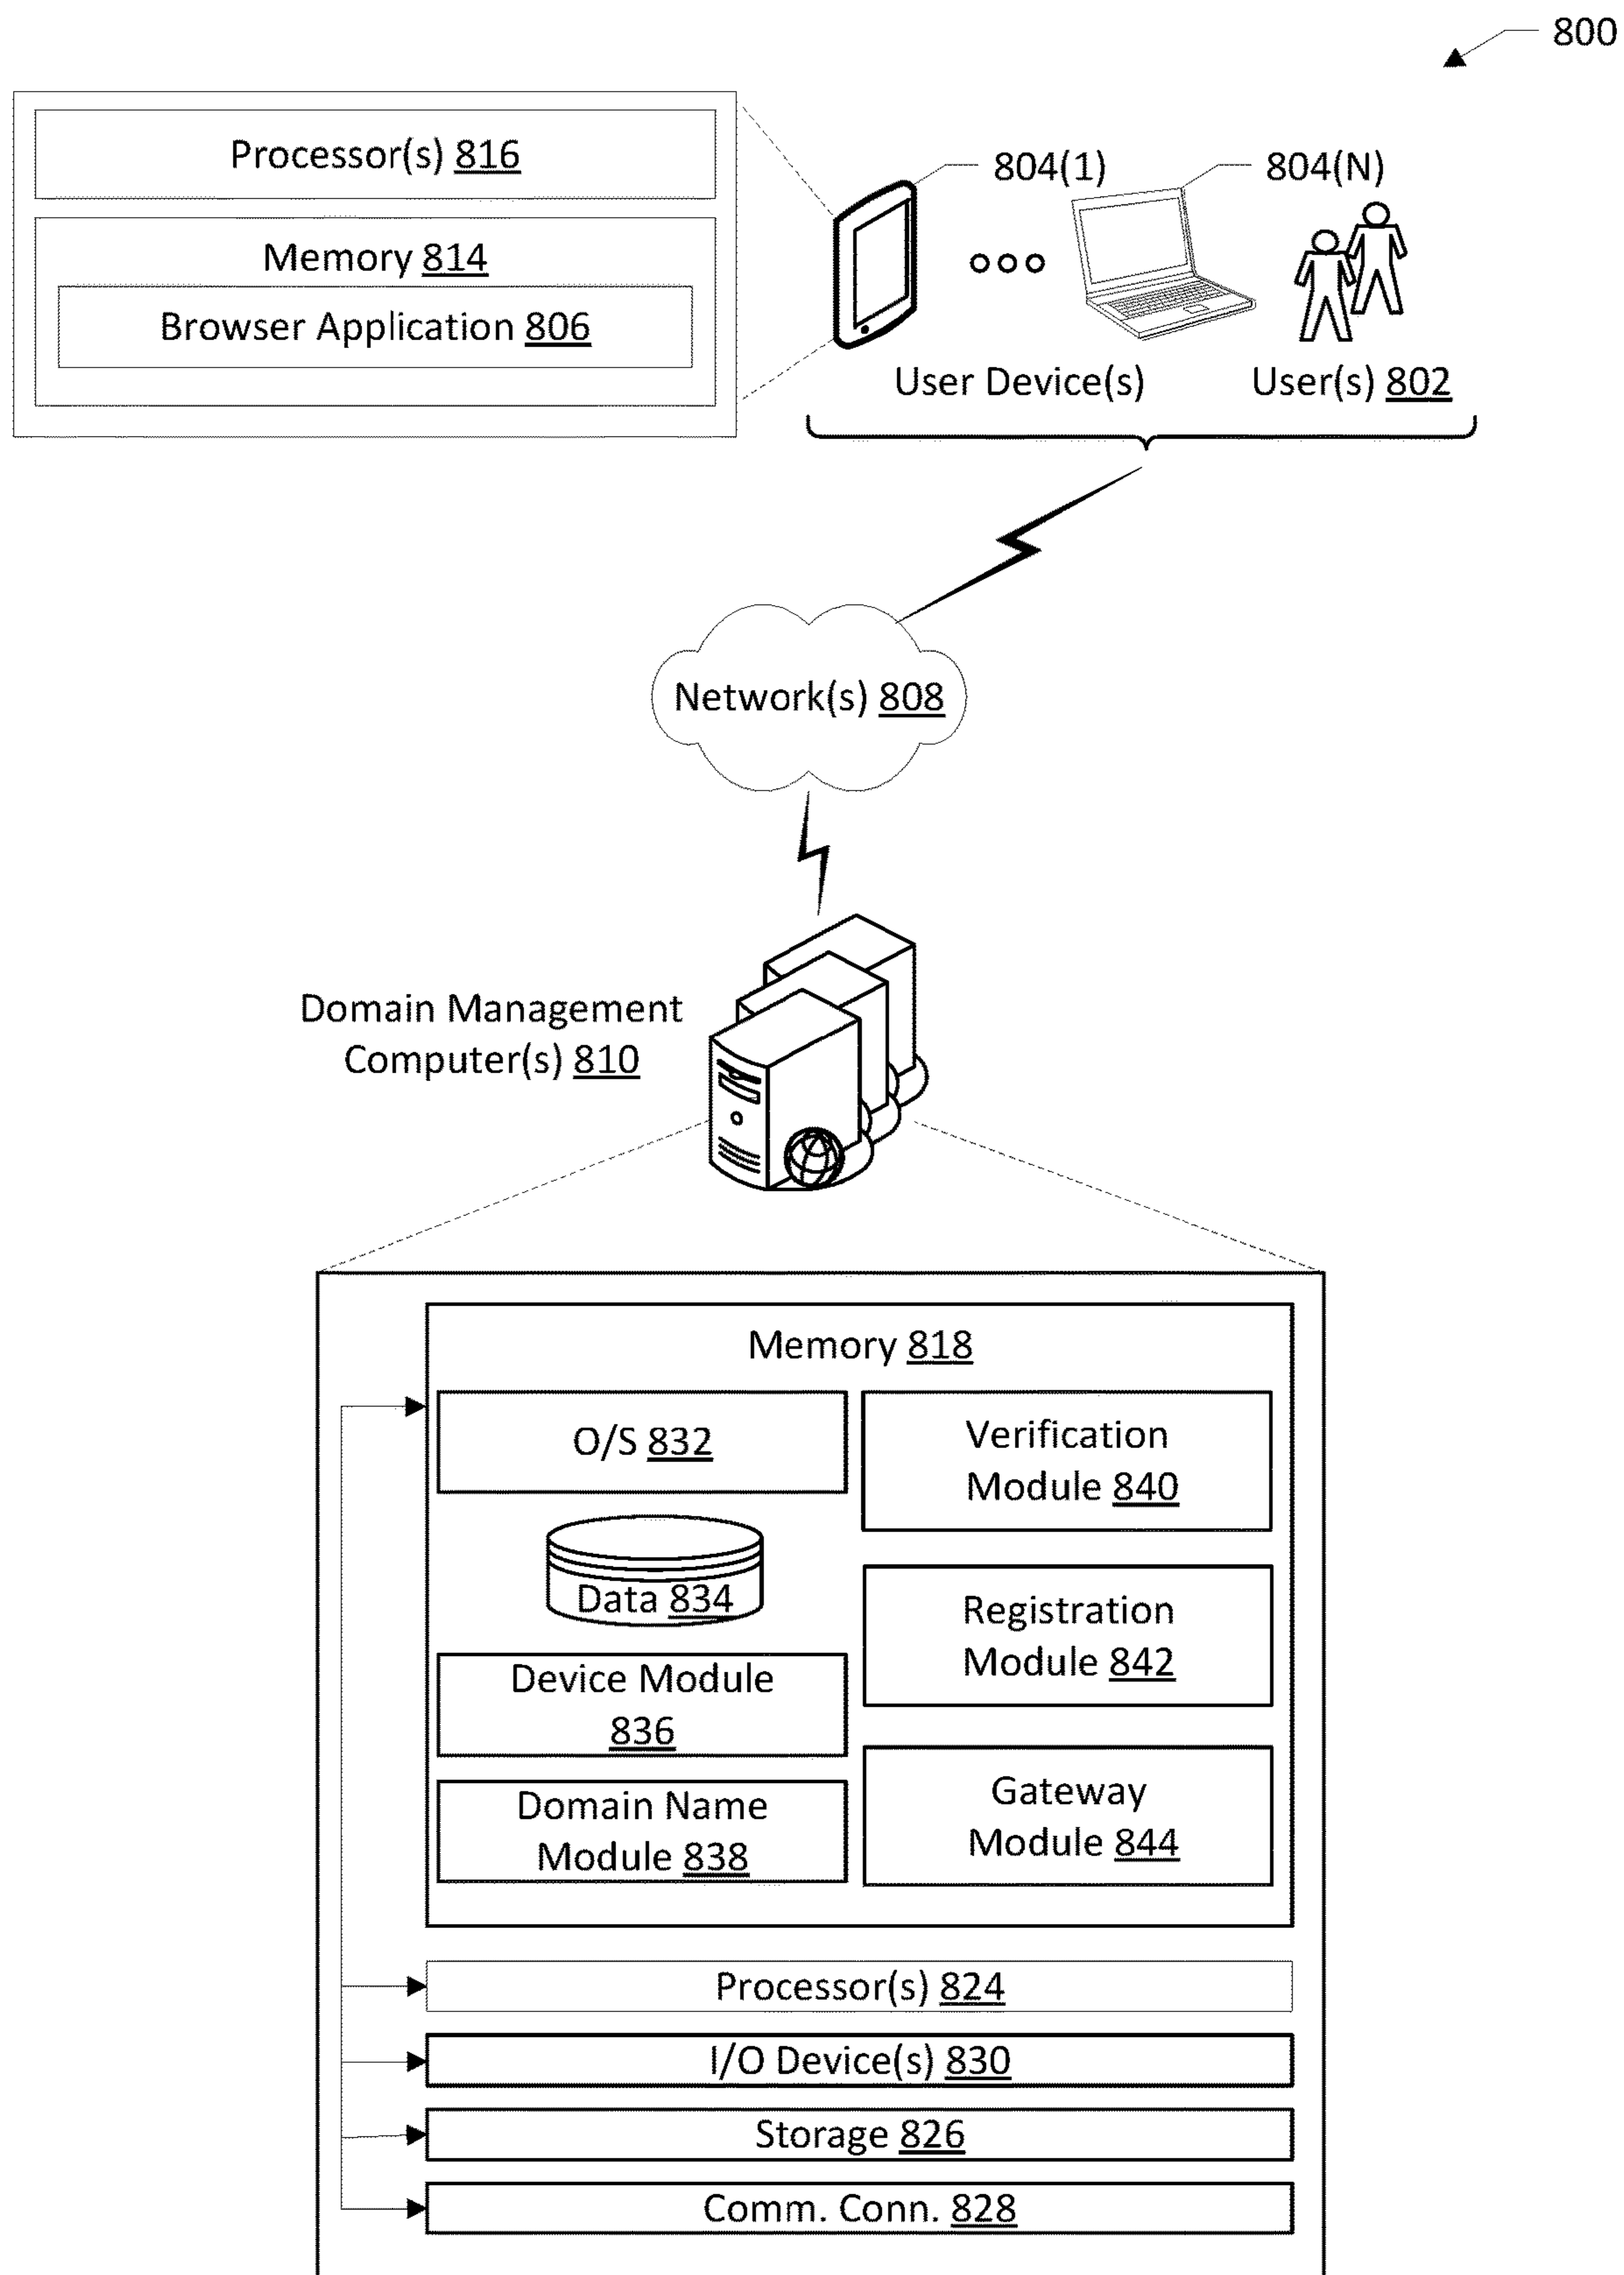 800
Processor(s) 816
Memory 814
Browser Application 806
804(1)
804(N)
User Device(s)
User(s) 802
Network(s) 808
Domain Management
Computer(s) 810
Memory 818
O/S 832
Data 834
Device Module
836
Domain Name
Module 838
Verification
Module 840
Registration
Module 842
Gateway
Module 844
Processor(s) 824
I/O Device(s) 830
Storage 826
Comm. Conn. 828